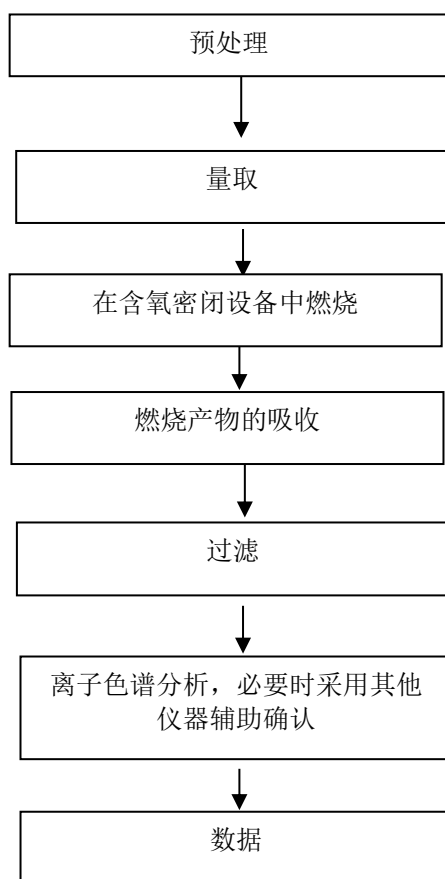 预处理
量取
在含氧密闭设备中燃烧
燃烧产物的吸收
过滤
离子色谱分析，必要时采用其他
仪器辅助确认
数据